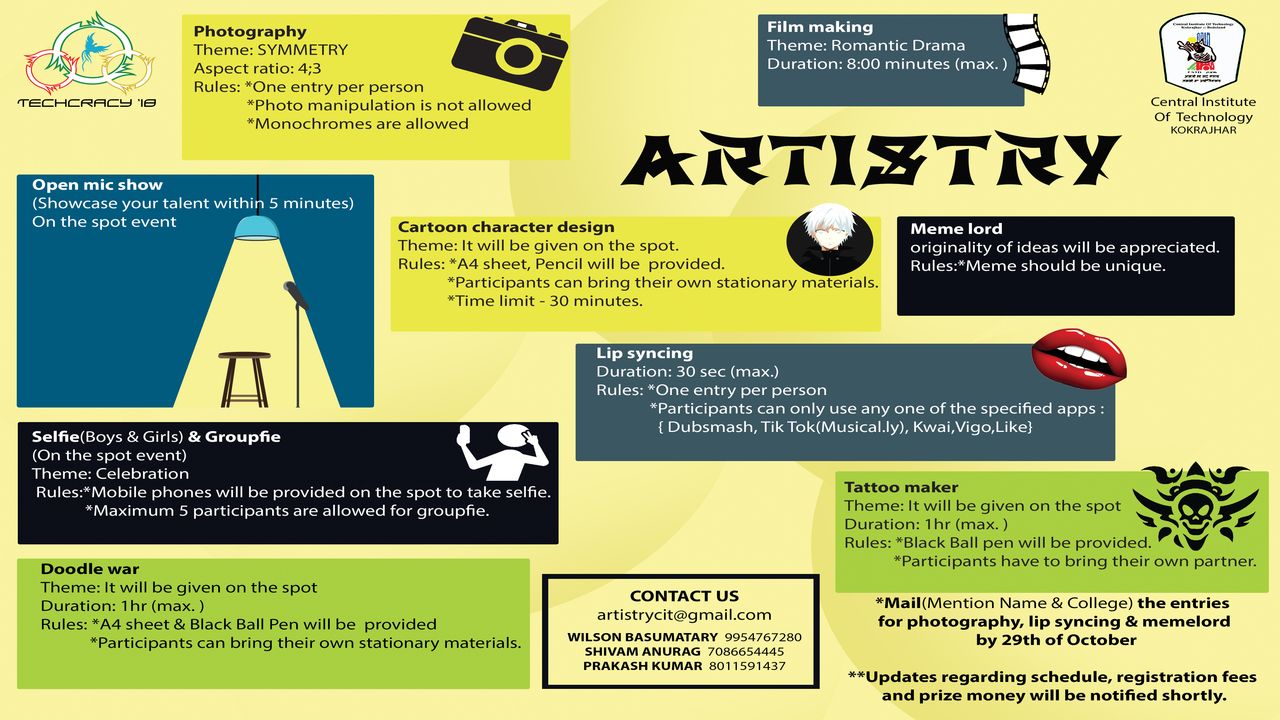 TECHCRACY '18
Photography
Theme: SYMMETRY
Aspect ratio: 4;3
Rules: *One entry per person
*Photo manipulation is not allowed
*Monochromes are allowed
Film making
Theme: Romantic Drama
Duration: 8:00 minutes (max. )
Central Institute Of Technology
Central Institute
Of Technology
KOKRAJHAR
ARTISTRY
Open mic show
(Showcase your talent within 5 minutes)
On the spot event
Cartoon character design
Theme: It will be given on the spot.
Rules: *A4 sheet, Pencil will be provided.
*Participants can bring their own stationary materials.
*Time limit - 30 minutes.
Meme lord
originality of ideas will be appreciated.
Rules:*Meme should be unique.
Lip syncing
Duration: 30 sec (max.)
Rules: *One entry per person
*Participants can only use any one of the specified apps :
{ Dubsmash, Tik Tok(Musical.ly), Kwai,Vigo,Like}
Selfie(Boys & Girls) & Groupfie
(On the spot event)
Theme: Celebration
Rules:*Mobile phones will be provided on the spot to take selfie.
*Maximum 5 participants are allowed for groupfie.
Tattoo maker
Theme: It will be given on the spot
Duration: 1hr (max. )
Rules: *Black Ball pen will be provided.
*Participants have to bring their own partner.
Doodle war
Theme: It will be given on the spot
Duration: 1hr (max. )
Rules: *A4 sheet & Black Ball Pen will be provided
*Participants can bring their own stationary materials.
CONTACT US
artistrycit@gmail.com
WILSON BASUMATARY 9954767280
SHIVAM ANURAG 7086654445
PRAKASH KUMAR 8011591437
*Mail(Mention Name & College) the entries
for photography, lip syncing & memelord
by 29th of October
**Updates regarding schedule, registration fees
and prize money will be notified shortly.